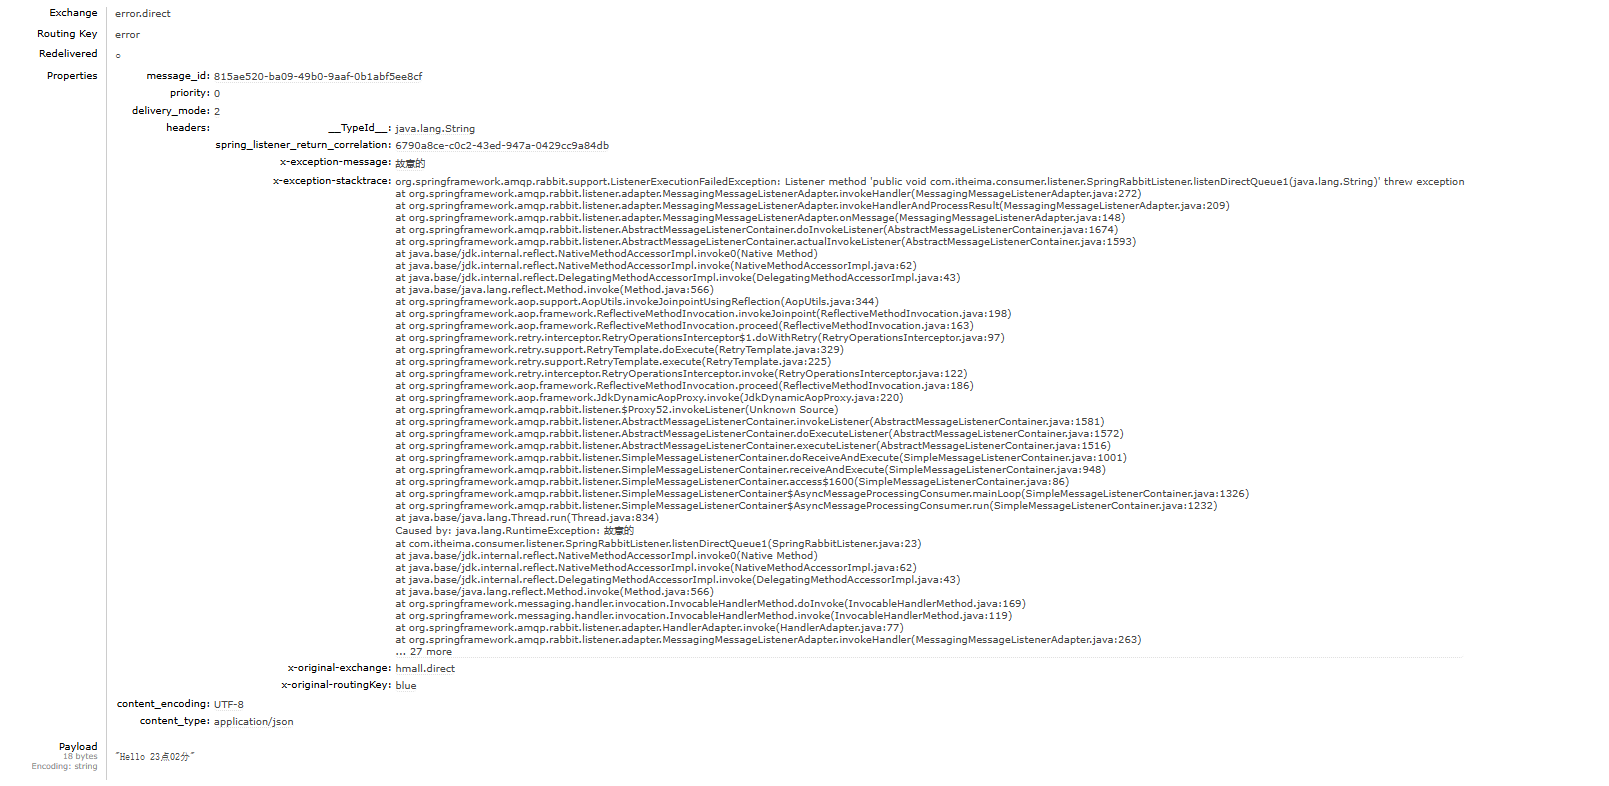 Exchange error.direct
Routing Key error
Redelivered ○
Properties message_id: 815ae520-ba09-49b0-9aaf-0b1abf5ee8cf
priority: 0
delivery_mode: 2
headers: __TypeId__: java.lang.String
spring_listener_return_correlation: 6790a8ce-c0c2-43ed-947a-0429cc9a84db
x-exception-message: 故意的
x-exception-stacktrace: org.springframework.amqp.rabbit.support.ListenerExecutionFailedException: Listener method 'public void com.itheima.consumer.listener.SpringRabbitListener.listenDirectQueue1(java.lang.String)' threw exception
at org.springframework.amqp.rabbit.listener.adapter.MessagingMessageListenerAdapter.invokeHandler(MessagingMessageListenerAdapter.java:272)
at org.springframework.amqp.rabbit.listener.adapter.MessagingMessageListenerAdapter.invokeHandlerAndProcessResult(MessagingMessageListenerAdapter.java:209)
at org.springframework.amqp.rabbit.listener.adapter.MessagingMessageListenerAdapter.onMessage(MessagingMessageListenerAdapter.java:148)
at org.springframework.amqp.rabbit.listener.AbstractMessageListenerContainer.doInvokeListener(AbstractMessageListenerContainer.java:1674)
at org.springframework.amqp.rabbit.listener.AbstractMessageListenerContainer.actualInvokeListener(AbstractMessageListenerContainer.java:1593)
at java.base/jdk.internal.reflect.NativeMethodAccessorImpl.invoke0(Native Method)
at java.base/jdk.internal.reflect.NativeMethodAccessorImpl.invoke(NativeMethodAccessorImpl.java:62)
at java.base/jdk.internal.reflect.DelegatingMethodAccessorImpl.invoke(DelegatingMethodAccessorImpl.java:43)
at java.base/java.lang.reflect.Method.invoke(Method.java:566)
at org.springframework.aop.support.AopUtils.invokeJoinpointUsingReflection(AopUtils.java:344)
at org.springframework.aop.framework.ReflectiveMethodInvocation.invokeJoinpoint(ReflectiveMethodInvocation.java:198)
at org.springframework.aop.framework.ReflectiveMethodInvocation.proceed(ReflectiveMethodInvocation.java:163)
at org.springframework.retry.interceptor.RetryOperationsInterceptor$1.doWithRetry(RetryOperationsInterceptor.java:97)
at org.springframework.retry.support.RetryTemplate.doExecute(RetryTemplate.java:329)
at org.springframework.retry.support.RetryTemplate.execute(RetryTemplate.java:225)
at org.springframework.retry.interceptor.RetryOperationsInterceptor.invoke(RetryOperationsInterceptor.java:122)
at org.springframework.aop.framework.ReflectiveMethodInvocation.proceed(ReflectiveMethodInvocation.java:186)
at org.springframework.aop.framework.JdkDynamicAopProxy.invoke(JdkDynamicAopProxy.java:220)
at org.springframework.amqp.rabbit.listener.$Proxy52.invokeListener(Unknown Source)
at org.springframework.amqp.rabbit.listener.AbstractMessageListenerContainer.invokeListener(AbstractMessageListenerContainer.java:1581)
at org.springframework.amqp.rabbit.listener.AbstractMessageListenerContainer.doExecuteListener(AbstractMessageListenerContainer.java:1572)
at org.springframework.amqp.rabbit.listener.AbstractMessageListenerContainer.executeListener(AbstractMessageListenerContainer.java:1516)
at org.springframework.amqp.rabbit.listener.SimpleMessageListenerContainer.doReceiveAndExecute(SimpleMessageListenerContainer.java:1001)
at org.springframework.amqp.rabbit.listener.SimpleMessageListenerContainer.receiveAndExecute(SimpleMessageListenerContainer.java:948)
at org.springframework.amqp.rabbit.listener.SimpleMessageListenerContainer.access$1600(SimpleMessageListenerContainer.java:86)
at org.springframework.amqp.rabbit.listener.SimpleMessageListenerContainer$AsyncMessageProcessingConsumer.mainLoop(SimpleMessageListenerContainer.java:1326)
at org.springframework.amqp.rabbit.listener.SimpleMessageListenerContainer$AsyncMessageProcessingConsumer.run(SimpleMessageListenerContainer.java:1232)
at java.base/java.lang.Thread.run(Thread.java:834)
Caused by: java.lang.RuntimeException: 故意的
at com.itheima.consumer.listener.SpringRabbitListener.listenDirectQueue1(SpringRabbitListener.java:23)
at java.base/jdk.internal.reflect.NativeMethodAccessorImpl.invoke0(Native Method)
at java.base/jdk.internal.reflect.NativeMethodAccessorImpl.invoke(NativeMethodAccessorImpl.java:62)
at java.base/jdk.internal.reflect.DelegatingMethodAccessorImpl.invoke(DelegatingMethodAccessorImpl.java:43)
at java.base/java.lang.reflect.Method.invoke(Method.java:566)
at org.springframework.messaging.handler.invocation.InvocableHandlerMethod.doInvoke(InvocableHandlerMethod.java:169)
at org.springframework.messaging.handler.invocation.InvocableHandlerMethod.invoke(InvocableHandlerMethod.java:119)
at org.springframework.amqp.rabbit.listener.adapter.HandlerAdapter.invoke(HandlerAdapter.java:77)
at org.springframework.amqp.rabbit.listener.adapter.MessagingMessageListenerAdapter.invokeHandler(MessagingMessageListenerAdapter.java:263)
... 27 more
x-original-exchange: hmall.direct
x-original-routingKey: blue
content_encoding: UTF-8
content_type: application/json
Payload
18 bytes "Hello 23点02分"
Encoding: string